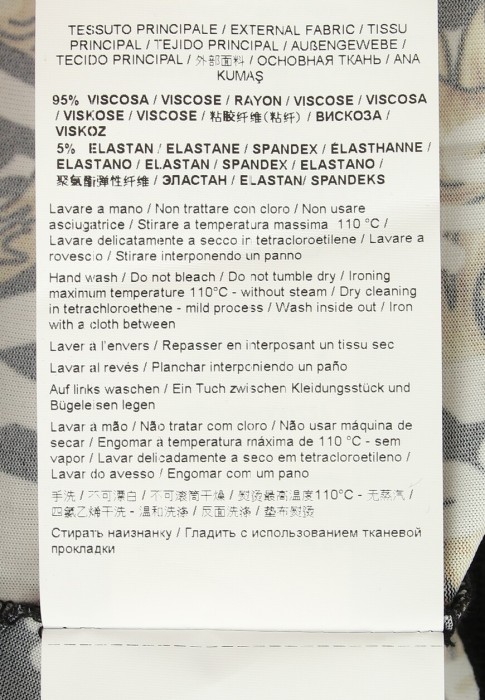 TESSUTO PRINCIPALE / EXTERNAL FABRIC / TISSU
PRINCIPAL / TEJIDO PRINCIPAL / AUßENGEWEBE /
TECIDO PRINCIPAL / 外部面料 / ОСНОВНАЯ ТКАНЬ / ANA
KUMAŞ
95% VISCOSA / VISCOSE / RAYON / VISCOSE / VISCOSA
/ VISKOSE / VISCOSE / 粘胶纤维(粘纤) / ВИСКОЗА /
VISKOZ
5% ELASTAN / ELASTANE / SPANDEX / ÉLASTHANNE /
ELASTANO / ELASTAN / SPANDEX / ELASTANO /
聚氨酯弹性纤维 / ЭЛАСТАН / ELASTAN/ SPANDEKS
Lavare a mano / Non trattare con cloro / Non usare
asciugatrice / Stirare a temperatura massima 110 °C /
Lavare delicatamente a secco in tetracloroetilene / Lavare a
rovescio / Stirare interponendo un panno
Hand wash / Do not bleach / Do not tumble dry / Ironing
maximum temperature 110°C - without steam / Dry cleaning
in tetrachloroethene - mild process / Wash inside out / Iron
with a cloth between
Laver à l'envers / Repasser en interposant un tissu sec
Lavar al revés / Planchar interponiendo un paño
Auf links waschen / Ein Tuch zwischen Kleidungsstück und
Bügeleisen legen
Lavar à mão / Não tratar com cloro / Não usar máquina de
secar / Engomar à temperatura máxima de 110 °C - sem
vapor / Lavar delicadamente a seco em tetracloroetileno /
Lavar do avesso / Engomar com um pano
手洗 / 不可漂白 / 不可滚筒干燥 / 熨烫最高温度110°C - 无蒸汽 /
四氯乙烯干洗 - 温和洗涤 / 反面洗涤 / 垫布熨烫
Стирать наизнанку / Гладить с использованием тканевой
прокладки